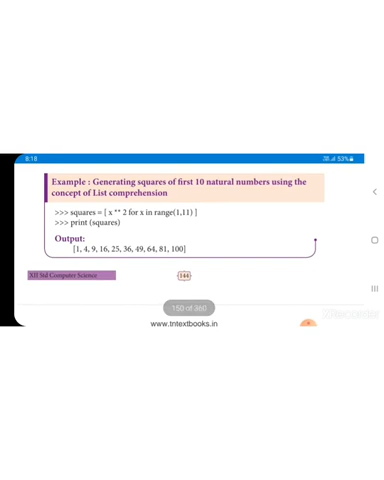 8:18
53%
Example : Generating squares of first 10 natural numbers using the
concept of List comprehension
>>> squares = [ x ** 2 for x in range(1,11) ]
>>> print (squares)
Output:
[1, 4, 9, 16, 25, 36, 49, 64, 81, 100]
XII Std Computer Science
144
150 of 360
www.tntextbooks.in